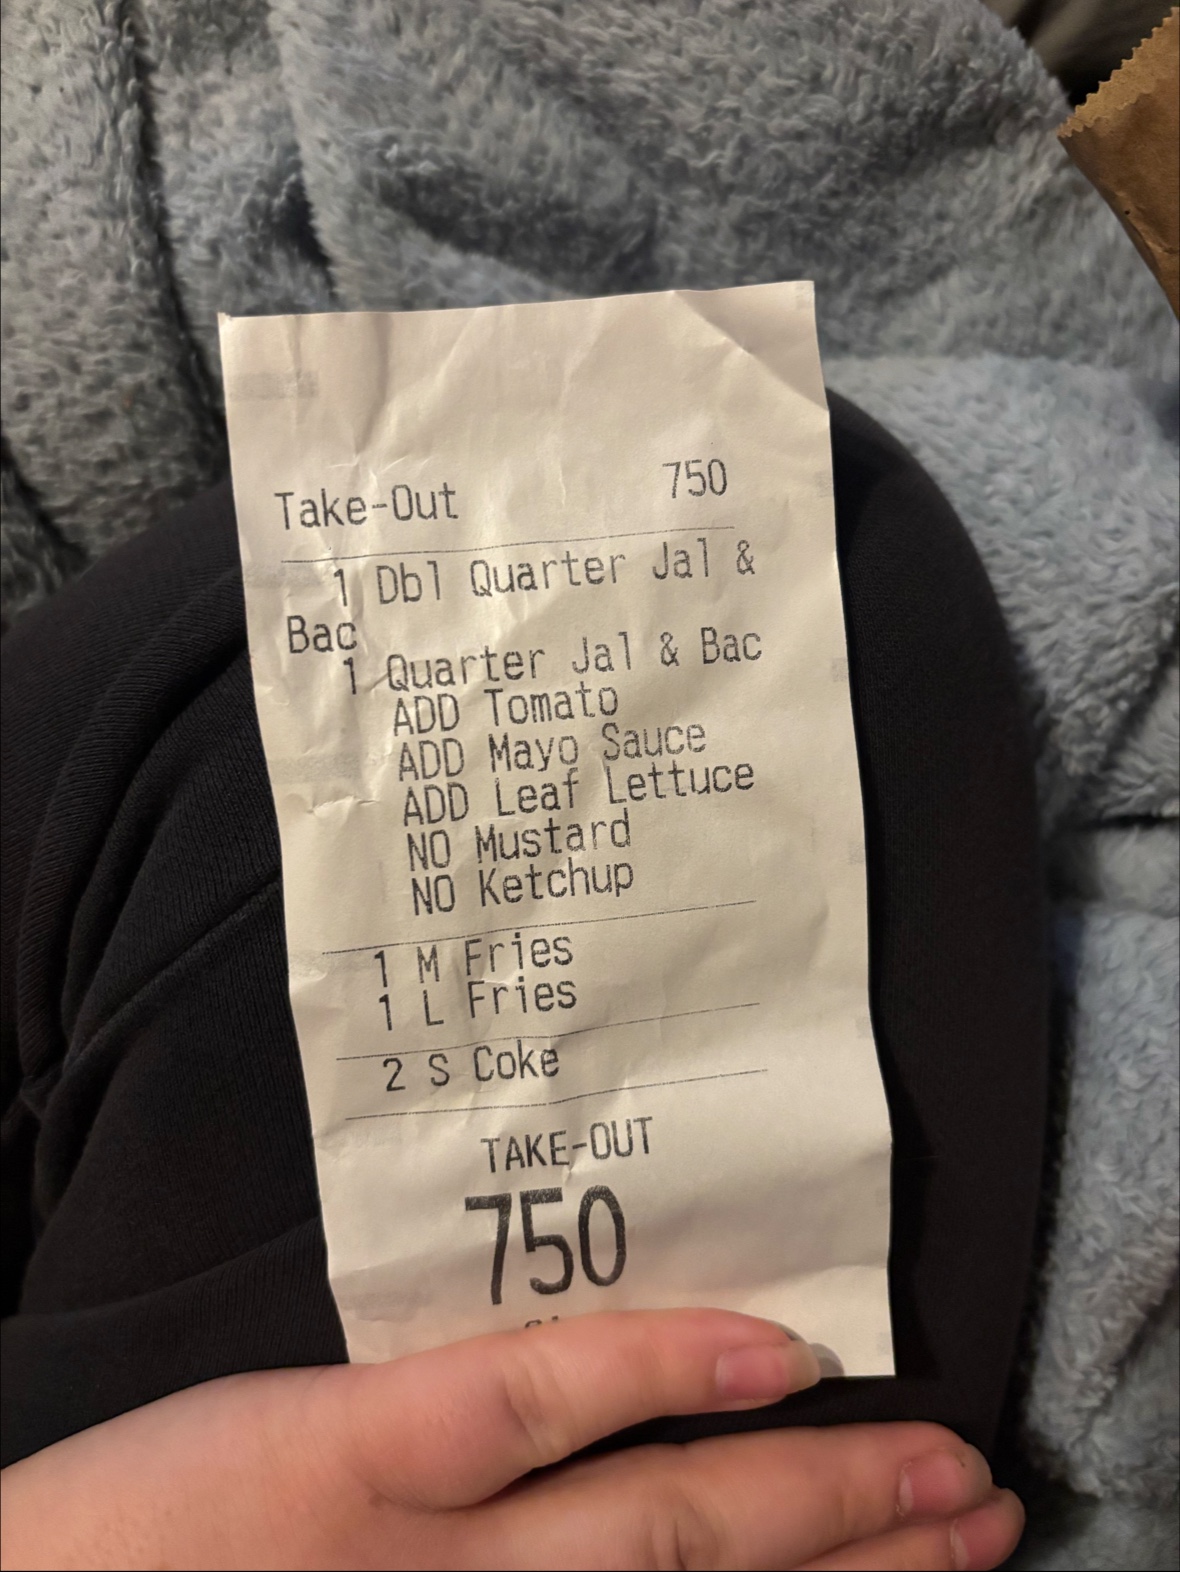 Take-Out 750
1 Dbl Quarter Jal &
Bac
1 Quarter Jal & Bac
ADD Tomato
ADD Mayo Sauce
ADD Leaf Lettuce
NO Mustard
NO Ketchup
1 M Fries
1 L Fries
2 S Coke
TAKE-OUT
750